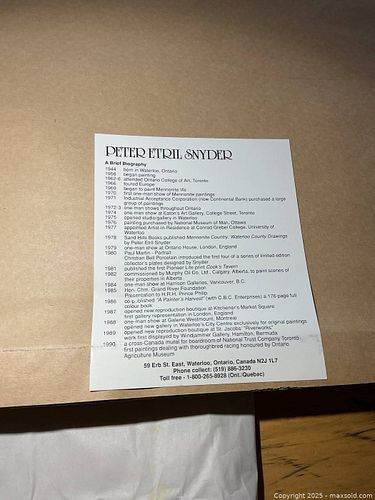 PETER ETRIL SNYDER
A Brief Biography
1944 born in Waterloo, Ontario
1956 began painting
1962-6 attended Ontario College of Art, Toronto
1966 toured Europe
1969 began to paint Mennonite life
1970 first one-man show of Mennonite paintings
1971 Industrial Acceptance Corporation (now Continental Bank) purchased a large
group of paintings
1972-3 one-man shows throughout Ontario
1974 one-man show at Eaton's Art Gallery, College Street, Toronto
1975 opened studio/gallery in Waterloo
1976 painting purchased by National Museum of Man, Ottawa
1977 appointed Artist in Residence at Conrad Grebel College, University of
Waterloo
1978 Sand Hills Books published Mennonite Country: Waterloo County Drawings
by Peter Etril Snyder
1979 one-man show at Ontario House, London, England
1980 Paul Martin - Portrait
Christian Bell Porcelain introduced the first four of a series of limited edition
collector's plates designed by Snyder
1981 published the first Pioneer Life print Cook's Tavern
1982 commissioned by Murphy Oil Co. Ltd., Calgary, Alberta, to paint scenes of
their properties in Alberta
1984 one-man show at Harrison Galleries, Vancouver, B.C.
1985 Hon. Chm. Grand River Foundation
Presentation to H.R.H. Prince Philip
1986 co-published "A Painter's Harvest" (with C.B.C. Enterprises) a 176 page full
colour book
1987 opened new reproduction boutique at Kitchener's Market Square
first gallery presentation in London, England
1988 one-man show at Galerie Westmount, Montreal
opened new gallery in Waterloo's City Centre exclusively for original paintings
1989 opened new reproduction boutique at St. Jacobs' "Riverworks"
work first displayed by Windjammer Gallery, Hamilton, Bermuda
1990 a cross-Canada mural for boardroom of National Trust Company, Toronto
first paintings dealing with thoroughbred racing honoured by Ontario
Agriculture Museum
59 Erb St. East, Waterloo, Ontario, Canada N2J 1L7
Phone collect: (519) 886-3230
Toll free - 1-800-265-8928 (Ont./Quebec)
Copyright © 2025 - maxsold.com